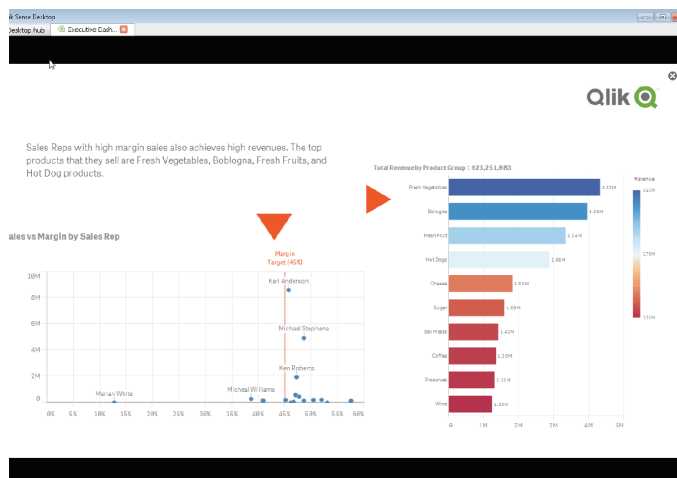 ik Sense Desktop
Desktop hub
Executive Dash...
Qlik
Sales Reps with high margin sales also achieves high revenues. The top
products that they sell are Fresh Vegetables, Boblogna, Fresh Fruits, and
Hot Dog products.
Total Revenue by Product Group : $23,251,683
Revenue
Fresh Vegetables
Bologna
Fresh Fruit
Hot Dogs
Cheese
Sugar
Deli Meats
Coffee
Preserves
Wine
0 1M 2M 3M 4M 5M
ales vs Margin by Sales Rep
Margin
Target (45%)
10M
8M
6M
4M
2M
0
Karl Anderson
Michael Stephens
Ken Roberts
Micheal Williams
Marian White
0% 5% 10% 15% 20% 25% 30% 35% 40% 45% 50% 55% 60%